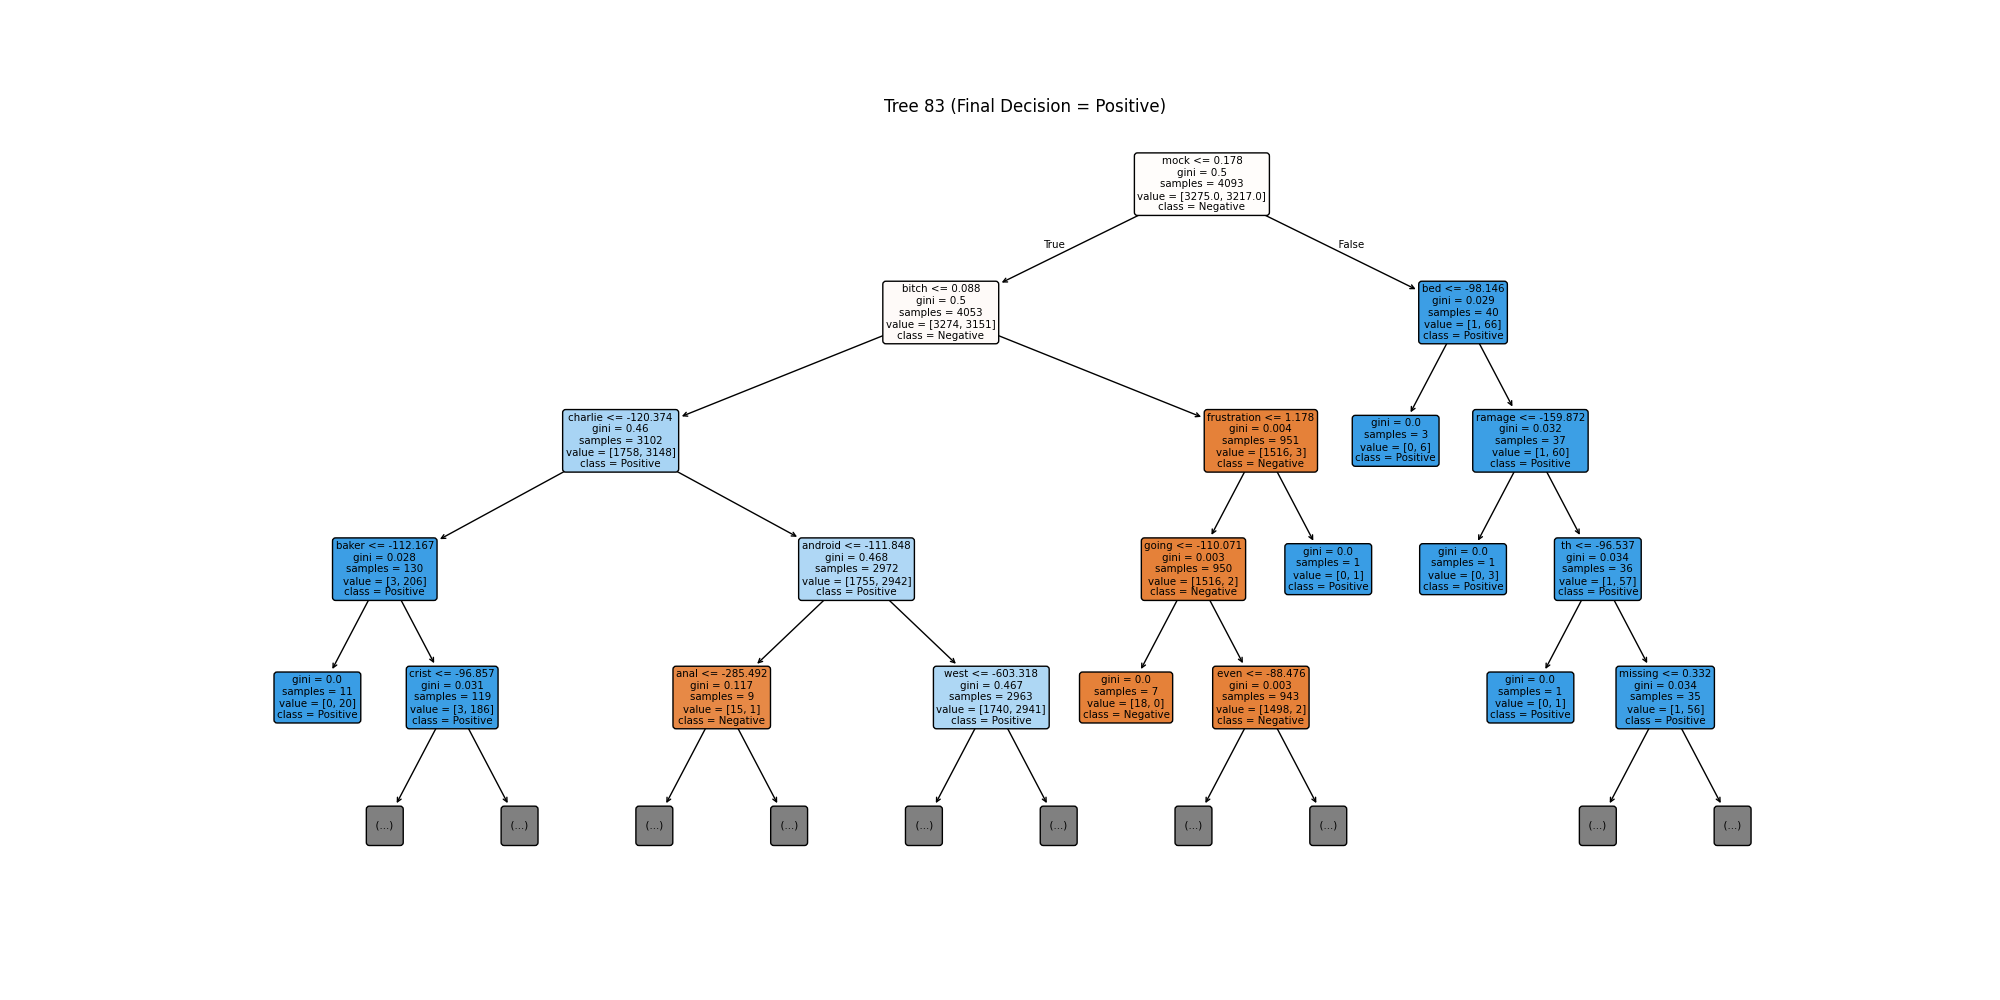 Tree 83 (Final Decision = Positive)
mock <= 0.178
gini = 0.5
samples = 4093
value = [3275.0, 3217.0]
class = Negative
True
False
bitch <= 0.088
gini = 0.5
samples = 4053
value = [3274, 3151]
class = Negative
bed <= -98.146
gini = 0.029
samples = 40
value = [1, 66]
class = Positive
charlie <= -120.374
gini = 0.46
samples = 3102
value = [1758, 3148]
class = Positive
frustration <= 1.178
gini = 0.004
samples = 951
value = [1516, 3]
class = Negative
gini = 0.0
samples = 3
value = [0, 6]
class = Positive
ramage <= -159.872
gini = 0.032
samples = 37
value = [1, 60]
class = Positive
baker <= -112.167
gini = 0.028
samples = 130
value = [3, 206]
class = Positive
android <= -111.848
gini = 0.468
samples = 2972
value = [1755, 2942]
class = Positive
going <= -110.071
gini = 0.003
samples = 950
value = [1516, 2]
class = Negative
gini = 0.0
samples = 1
value = [0, 1]
class = Positive
gini = 0.0
samples = 1
value = [0, 3]
class = Positive
th <= -96.537
gini = 0.034
samples = 36
value = [1, 57]
class = Positive
gini = 0.0
samples = 11
value = [0, 20]
class = Positive
crist <= -96.857
gini = 0.031
samples = 119
value = [3, 186]
class = Positive
anal <= -285.492
gini = 0.117
samples = 9
value = [15, 1]
class = Negative
west <= -603.318
gini = 0.467
samples = 2963
value = [1740, 2941]
class = Positive
gini = 0.0
samples = 7
value = [18, 0]
class = Negative
even <= -88.476
gini = 0.003
samples = 943
value = [1498, 2]
class = Negative
gini = 0.0
samples = 1
value = [0, 1]
class = Positive
missing <= 0.332
gini = 0.034
samples = 35
value = [1, 56]
class = Positive
(...)
(...)
(...)
(...)
(...)
(...)
(...)
(...)
(...)
(...)